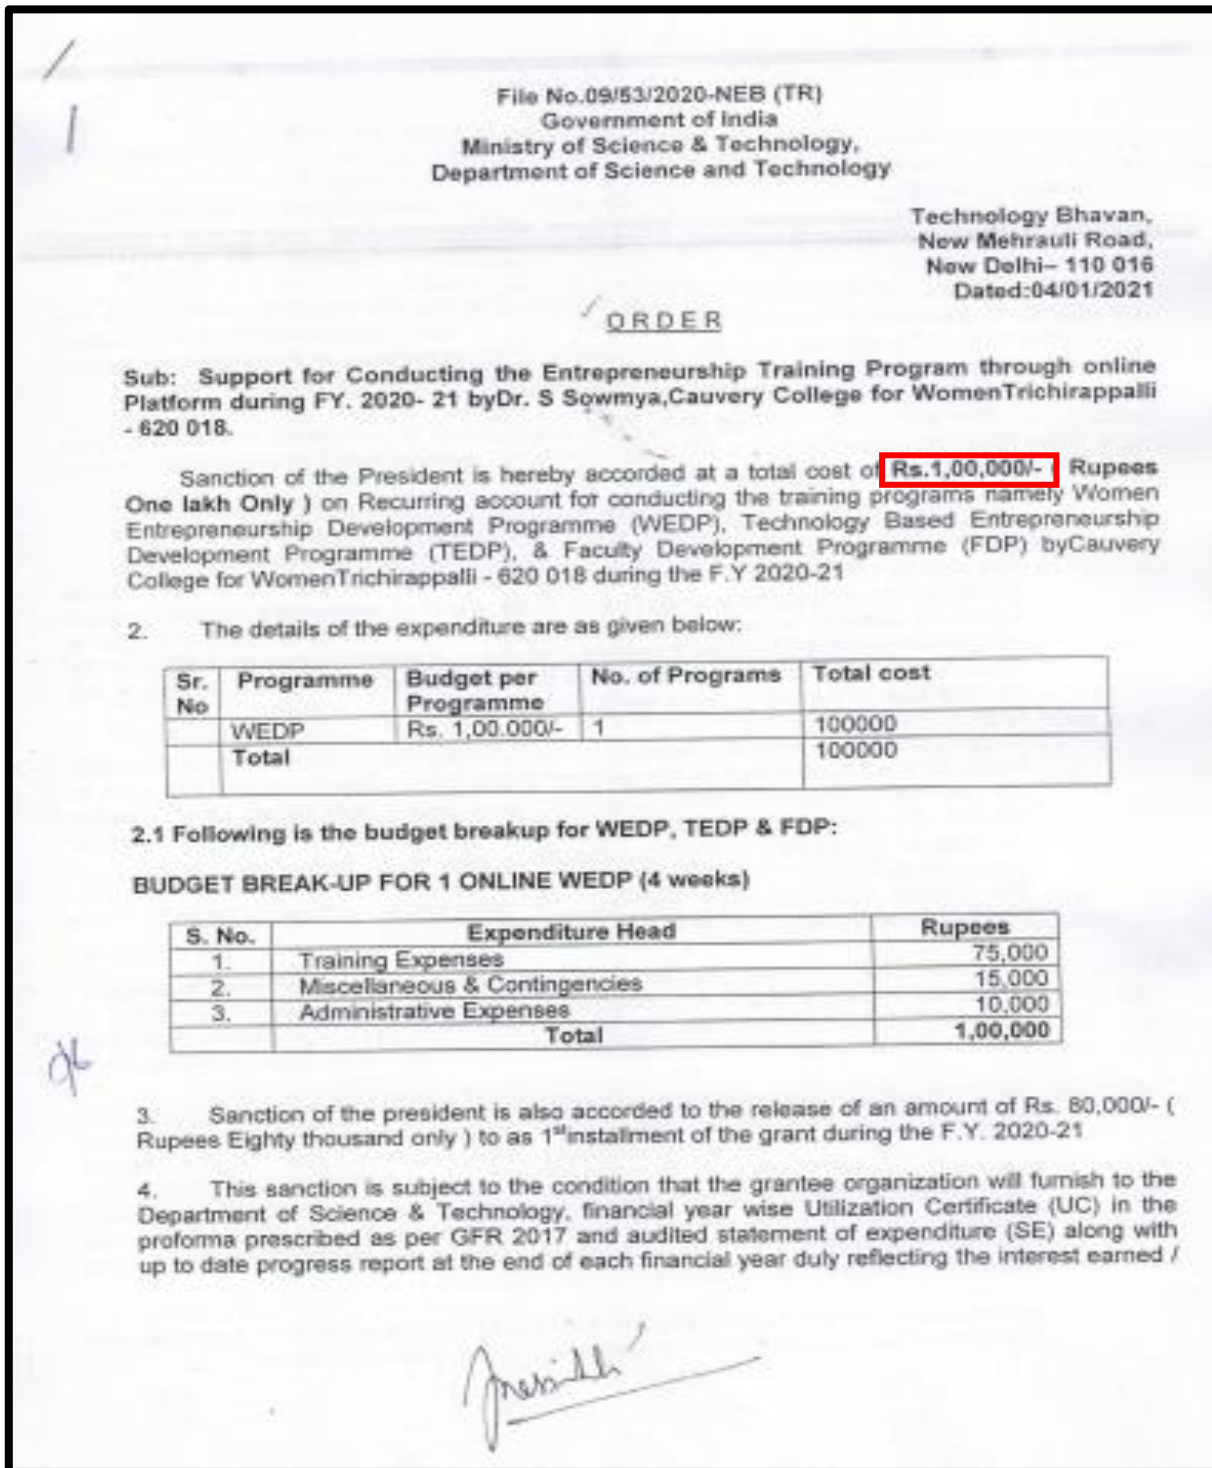 File No.09/53/2020-NEB (TR)
Government of India
Ministry of Science & Technology,
Department of Science and Technology
Technology Bhavan,
New Mehrauli Road,
New Delhi– 110 016
Dated:04/01/2021
ORDER
Sub: Support for Conducting the Entrepreneurship Training Program through online
Platform during FY. 2020- 21 byDr. S Sowmya,Cauvery College for WomenTrichirappalli
- 620 018.
Sanction of the President is hereby accorded at a total cost of Rs.1,00,000/- ( Rupees
One lakh Only ) on Recurring account for conducting the training programs namely Women
Entrepreneurship Development Programme (WEDP), Technology Based Entrepreneurship
Development Programme (TEDP), & Faculty Development Programme (FDP) byCauvery
College for WomenTrichirappalli - 620 018 during the F.Y 2020-21
2. The details of the expenditure are as given below:
Sr. No Programme Budget per Programme No. of Programs Total cost
WEDP Rs. 1,00.000/- 1 100000
Total 100000
2.1 Following is the budget breakup for WEDP, TEDP & FDP:
BUDGET BREAK-UP FOR 1 ONLINE WEDP (4 weeks)
S. No. Expenditure Head Rupees
1. Training Expenses 75,000
2. Miscellaneous & Contingencies 15,000
3. Administrative Expenses 10,000
Total 1,00,000
3. Sanction of the president is also accorded to the release of an amount of Rs. 80,000/- (
Rupees Eighty thousand only ) to as 1st installment of the grant during the F.Y. 2020-21
4. This sanction is subject to the condition that the grantee organization will furnish to the
Department of Science & Technology, financial year wise Utilization Certificate (UC) in the
proforma prescribed as per GFR 2017 and audited statement of expenditure (SE) along with
up to date progress report at the end of each financial year duly reflecting the interest earned /